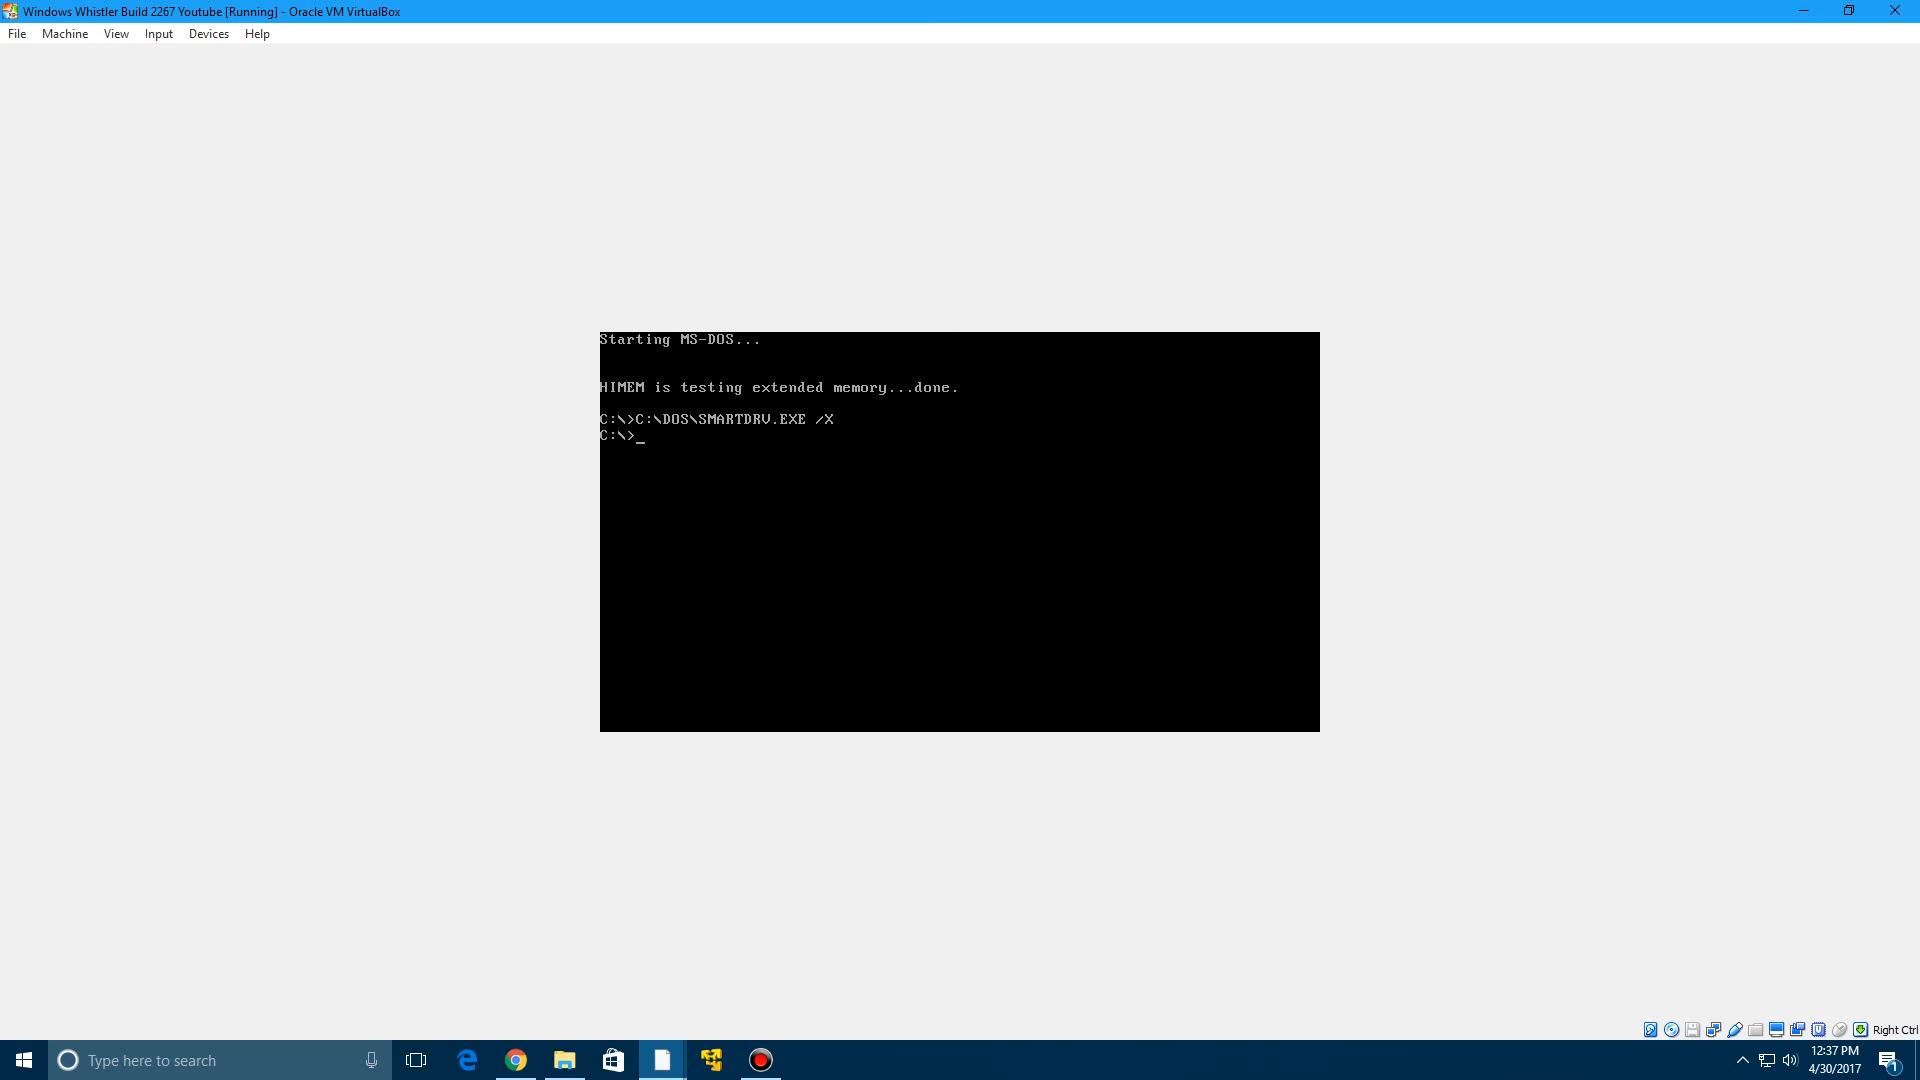 Windows Whistler Build 2267 Youtube [Running] - Oracle VM VirtualBox
File Machine View Input Devices Help
Starting MS-DOS...
HIMEM is testing extended memory...done.
C:\>C:\DOS\SMARTDRV.EXE /X
C:\>_
Right Ctrl
Type here to search
12:37 PM
4/30/2017
1